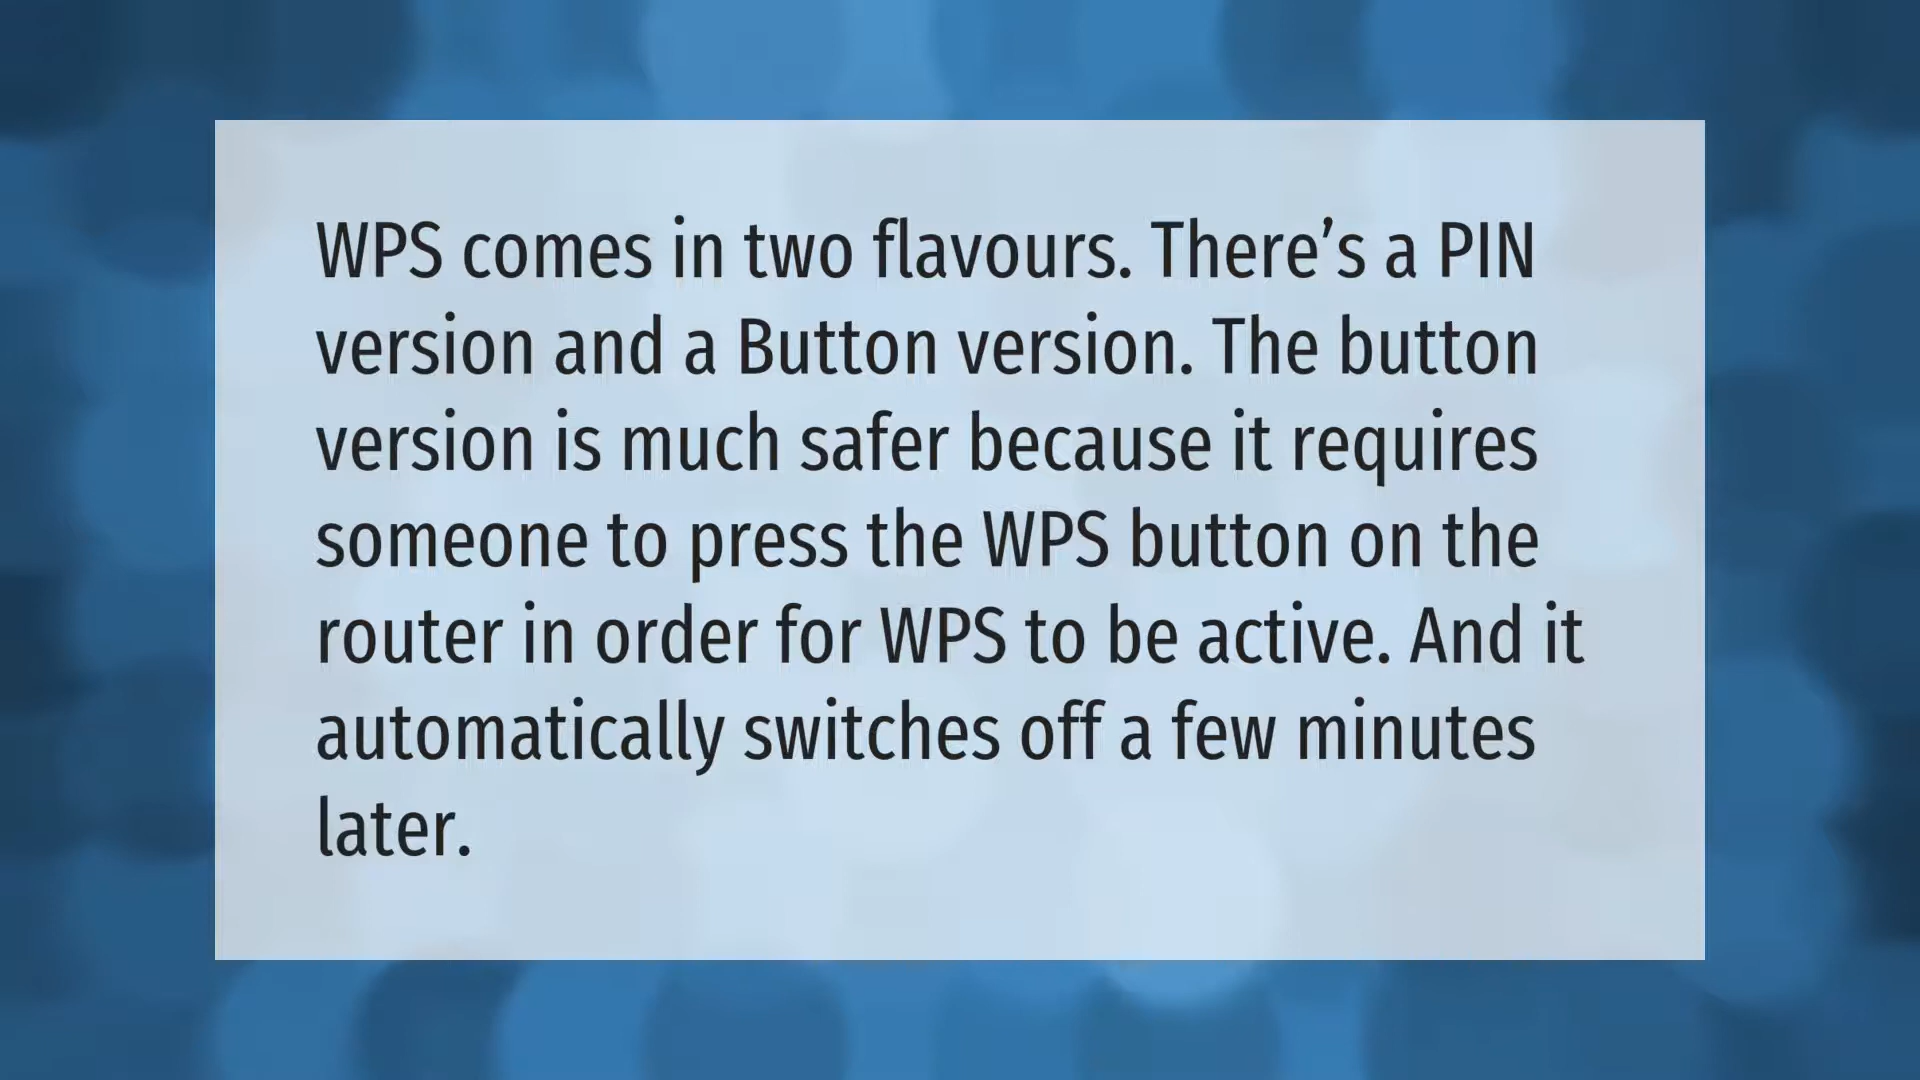 WPS comes in two flavours. There’s a PIN
version and a Button version. The button
version is much safer because it requires
someone to press the WPS button on the
router in order for WPS to be active. And it
automatically switches off a few minutes
later.